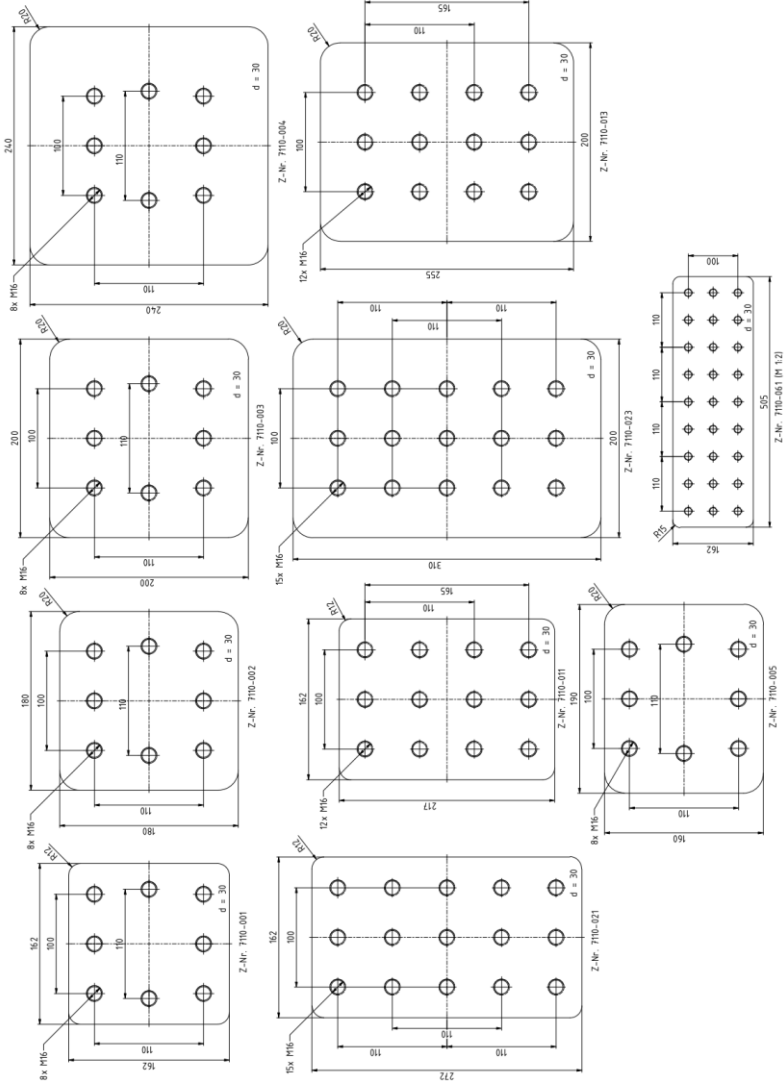 8x M16
162
R12
100
110
110
162
d = 30
Z-Nr. 7110-001
8x M16
180
R20
100
110
110
180
d = 30
Z-Nr. 7110-002
8x M16
200
R20
100
110
110
200
d = 30
Z-Nr. 7110-003
8x M16
240
R20
100
110
110
240
d = 30
Z-Nr. 7110-004
15x M16
162
R12
100
110
110
110
272
d = 30
Z-Nr. 7110-021
12x M16
162
R12
100
110
165
217
d = 30
Z-Nr. 7110-011
15x M16
R20
100
110
110
110
310
d = 30
200
Z-Nr. 7110-023
12x M16
R20
100
110
165
255
d = 30
200
Z-Nr. 7110-013
8x M16
190
R20
100
110
110
160
d = 30
Z-Nr. 7110-005
R15
162
110
110
110
110
100
d = 30
505
Z-Nr. 7110-061 (M 1:2)